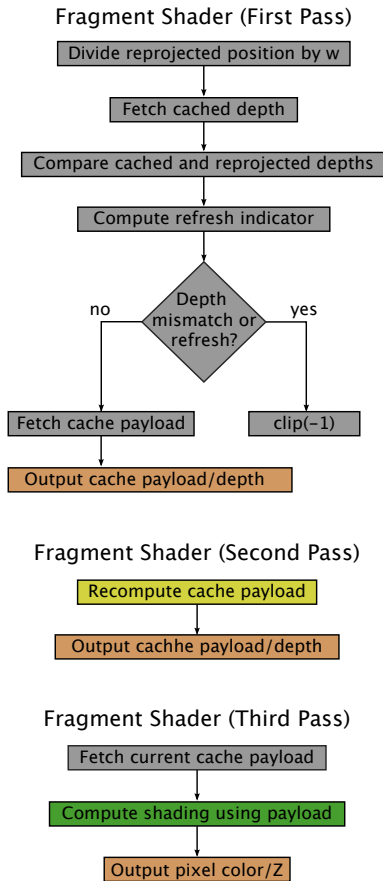 Fragment Shader (First Pass)
Divide reprojected position by w
Fetch cached depth
Compare cached and reprojected depths
Compute refresh indicator
Depth
mismatch or
refresh?
no
yes
Fetch cache payload
clip(-1)
Output cache payload/depth
Fragment Shader (Second Pass)
Recompute cache payload
Output cachhe payload/depth
Fragment Shader (Third Pass)
Fetch current cache payload
Compute shading using payload
Output pixel color/Z